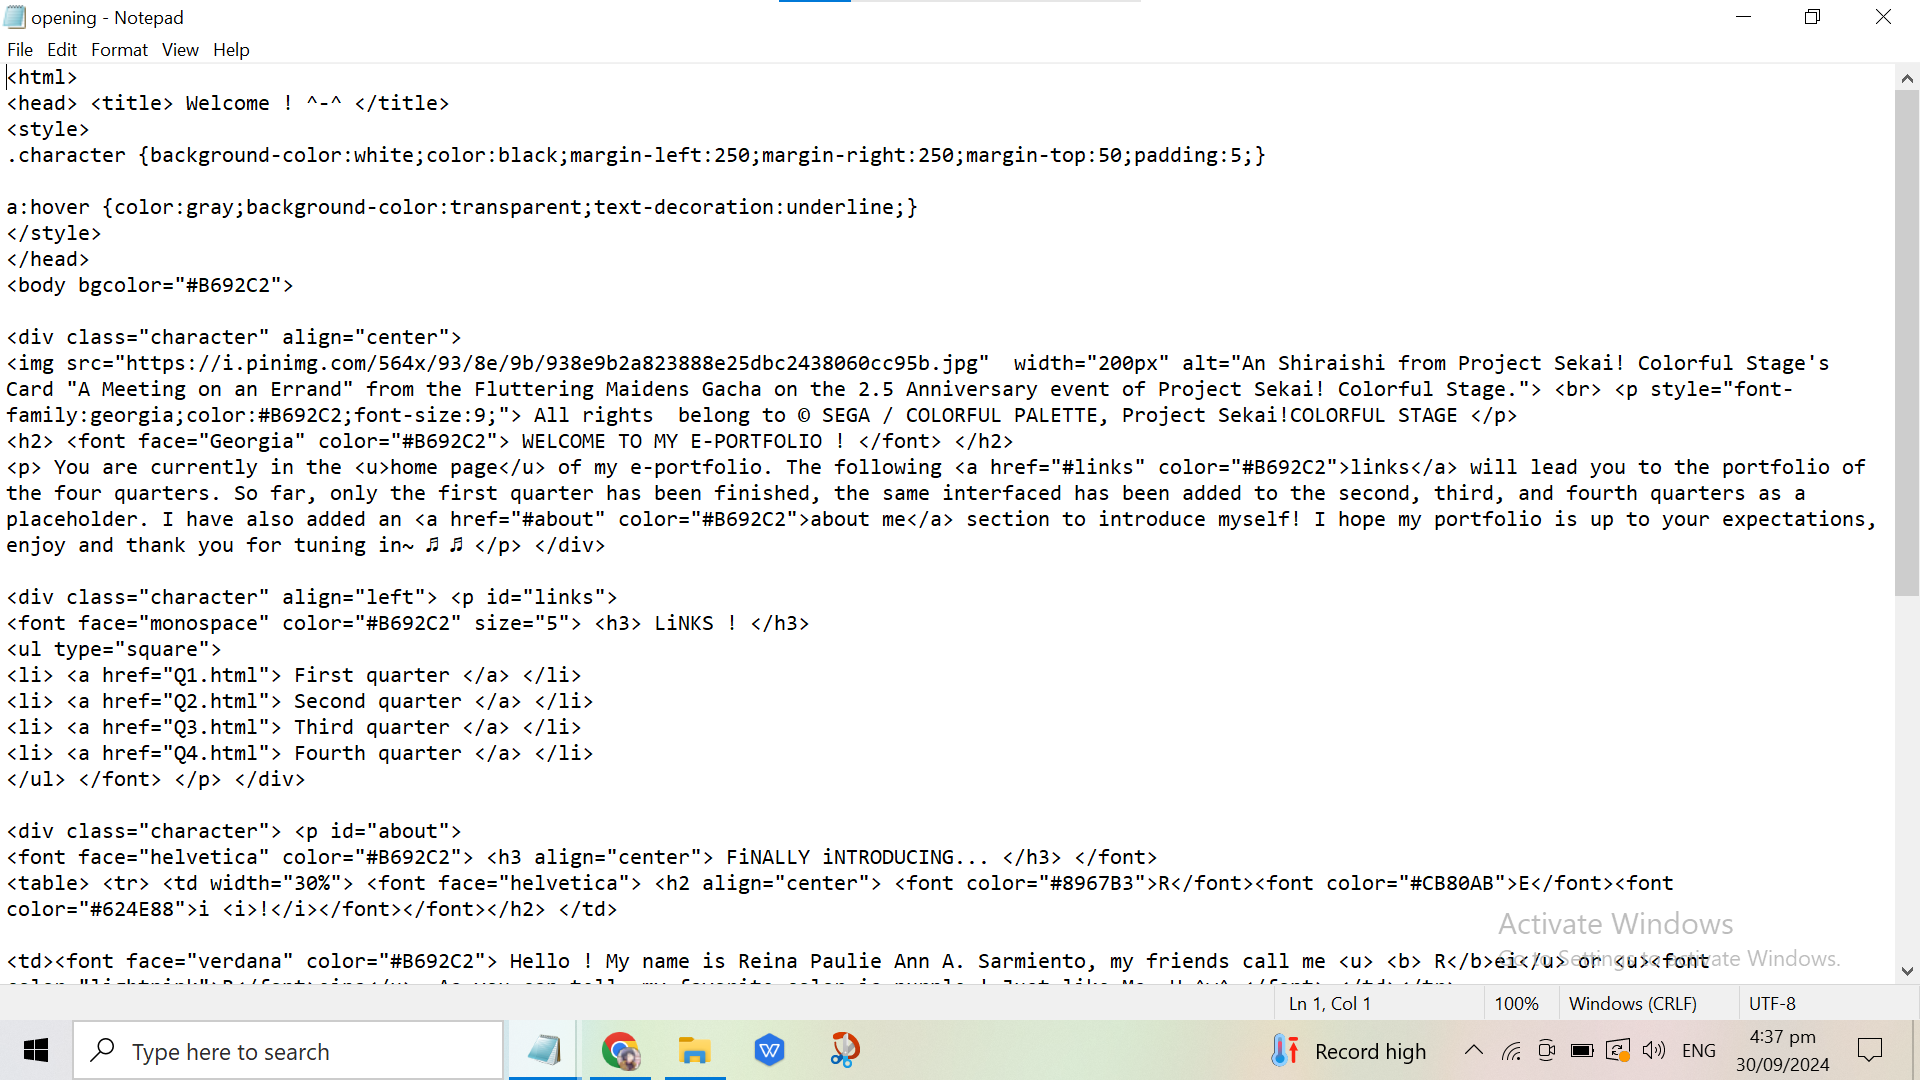 opening - Notepad
File Edit Format View Help
<html>
<head> <title> Welcome ! ^-^ </title>
<style>
.character {background-color:white;color:black;margin-left:250;margin-right:250;margin-top:50;padding:5;}
a:hover {color:gray;background-color:transparent;text-decoration:underline;}
</style>
</head>
<body bgcolor="#B692C2">
<div class="character" align="center">
<img src="https://i.pinimg.com/564x/93/8e/9b/938e9b2a823888e25dbc2438060cc95b.jpg"  width="200px" alt="An Shiraishi from Project Sekai! Colorful Stage's
Card "A Meeting on an Errand" from the Fluttering Maidens Gacha on the 2.5 Anniversary event of Project Sekai! Colorful Stage."> <br> <p style="font-
family:georgia;color:#B692C2;font-size:9;"> All rights  belong to © SEGA / COLORFUL PALETTE, Project Sekai!COLORFUL STAGE </p>
<h2> <font face="Georgia" color="#B692C2"> WELCOME TO MY E-PORTFOLIO ! </font> </h2>
<p> You are currently in the <u>home page</u> of my e-portfolio. The following <a href="#links" color="#B692C2">links</a> will lead you to the portfolio of
the four quarters. So far, only the first quarter has been finished, the same interfaced has been added to the second, third, and fourth quarters as a
placeholder. I have also added an <a href="#about" color="#B692C2">about me</a> section to introduce myself! I hope my portfolio is up to your expectations,
enjoy and thank you for tuning in~ ♬ ♬ </p> </div>
<div class="character" align="left"> <p id="links">
<font face="monospace" color="#B692C2" size="5"> <h3> LiNKS ! </h3>
<ul type="square">
<li> <a href="Q1.html"> First quarter </a> </li>
<li> <a href="Q2.html"> Second quarter </a> </li>
<li> <a href="Q3.html"> Third quarter </a> </li>
<li> <a href="Q4.html"> Fourth quarter </a> </li>
</ul> </font> </p> </div>
<div class="character"> <p id="about">
<font face="helvetica" color="#B692C2"> <h3 align="center"> FiNALLY iNTRODUCING... </h3> </font>
<table> <tr> <td width="30%"> <font face="helvetica"> <h2 align="center"> <font color="#8967B3">R</font><font color="#CB80AB">E</font><font
color="#624E88">i <i>!</i></font></font></h2> </td>
<td><font face="verdana" color="#B692C2"> Hello ! My name is Reina Paulie Ann A. Sarmiento, my friends call me <u> <b> R</b>ei</u> or <u><font
Activate Windows
Go to Settings to activate Windows.
Ln 1, Col 1
100%
Windows (CRLF)
UTF-8
Type here to search
Record high
ENG
4:37 pm
30/09/2024